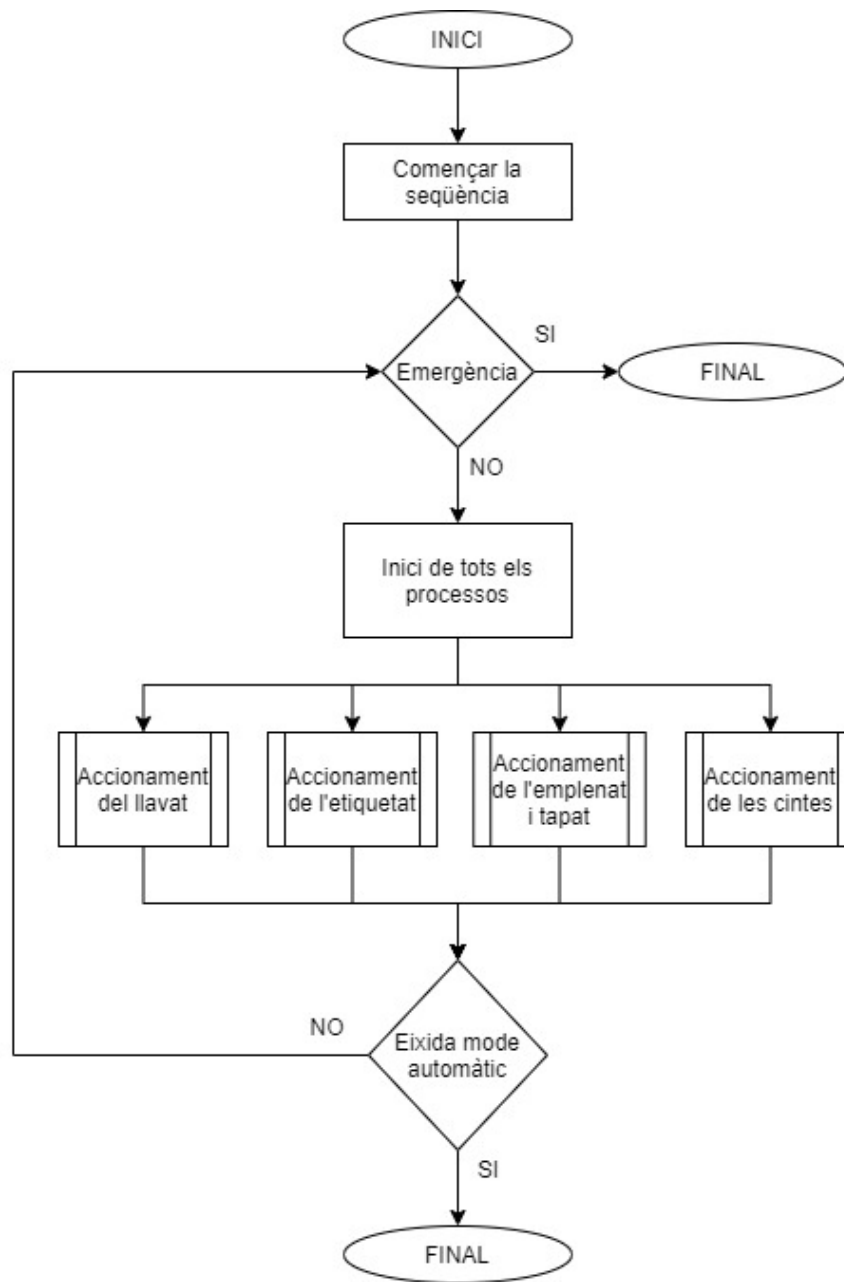 INICI
Començar la
seqüència
Emergència
SI
FINAL
NO
Inici de tots els
processos
Accionament
del llavat
Accionament
de l'etiquetat
Accionament
de l'emplenat
i tapat
Accionament
de les cintes
NO
Eixida mode
automàtic
SI
FINAL